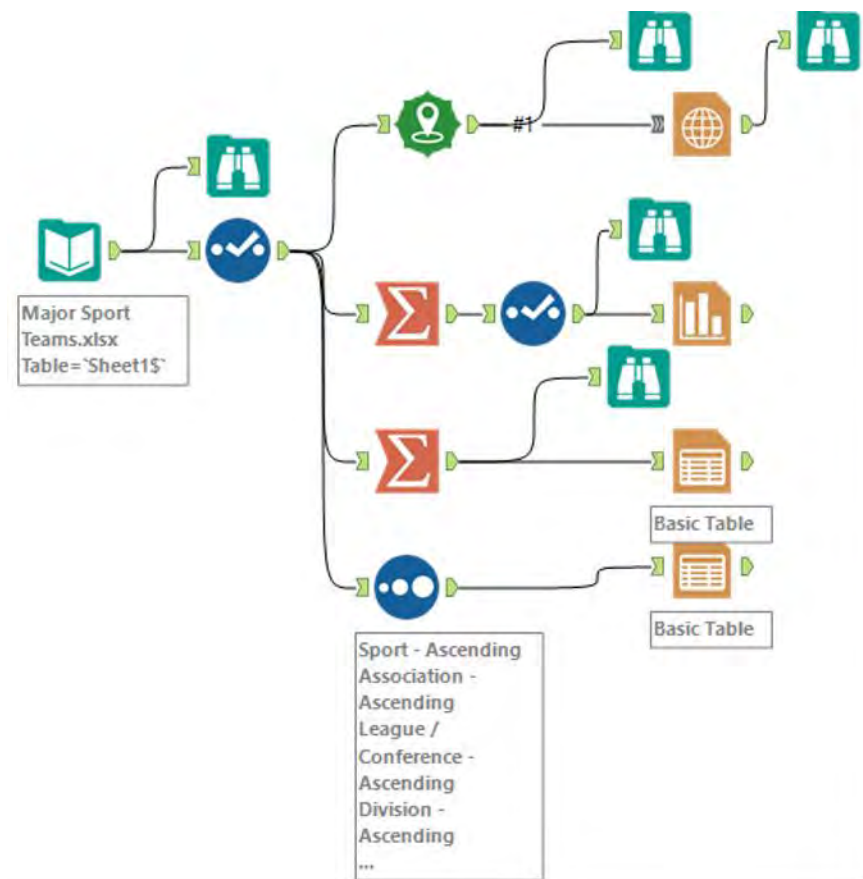 #1
Major Sport
Teams.xlsx
Table=`Sheet1$`
Basic Table
Basic Table
Sport - Ascending
Association -
Ascending
League /
Conference -
Ascending
Division -
Ascending
...